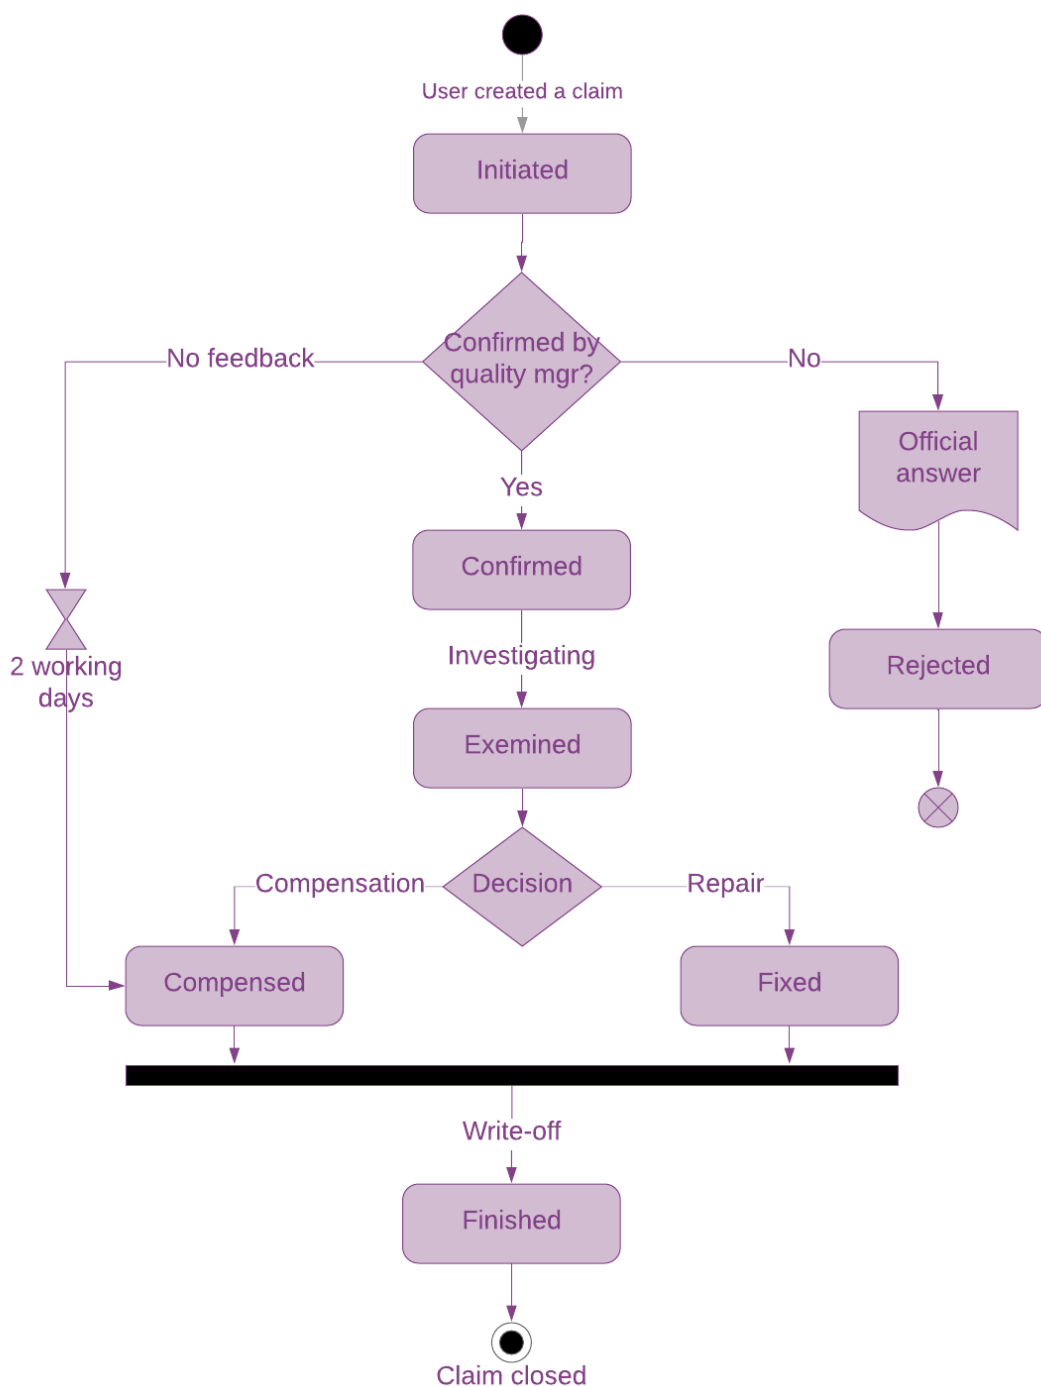 User created a claim
Initiated
Confirmed by
quality mgr?
No feedback
No
Official
answer
Yes
Confirmed
2 working
days
Investigating
Rejected
Exemined
Compensation
Decision
Repair
Compensed
Fixed
Write-off
Finished
Claim closed